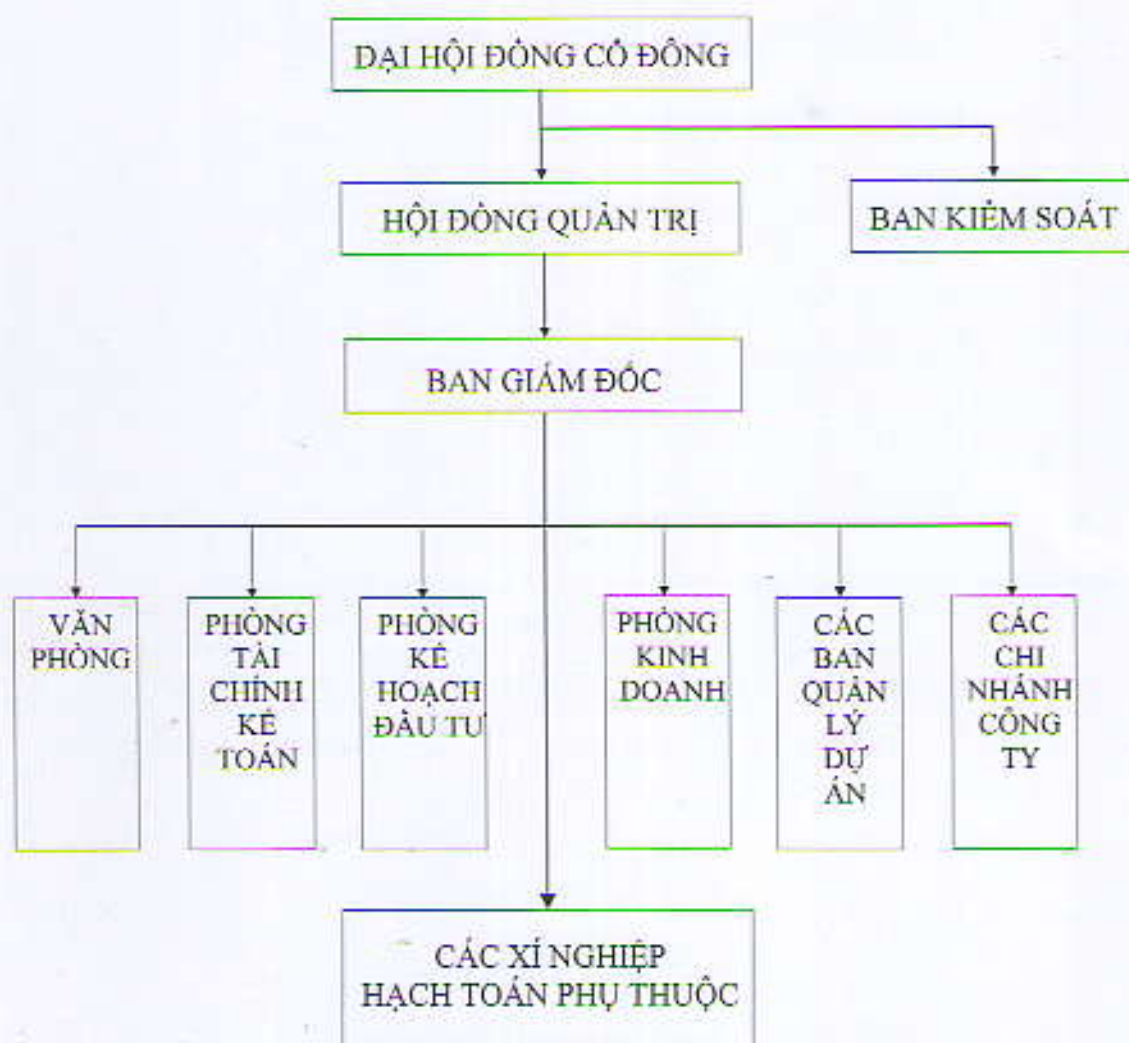 ĐẠI HỘI ĐỒNG CỔ ĐÔNG
HỘI ĐỒNG QUẢN TRỊ
BAN KIỂM SOÁT
BAN GIÁM ĐỐC
VĂN
PHÒNG
PHÒNG
TÀI
CHÍNH
KẾ
TOÁN
PHÒNG
KẾ
HOẠCH
ĐẦU TƯ
PHÒNG
KINH
DOANH
CÁC
BAN
QUẢN
LÝ
DỰ
ÁN
CÁC
CHI
NHÁNH
CÔNG
TY
CÁC XÍ NGHIỆP
HẠCH TOÁN PHỤ THUỘC